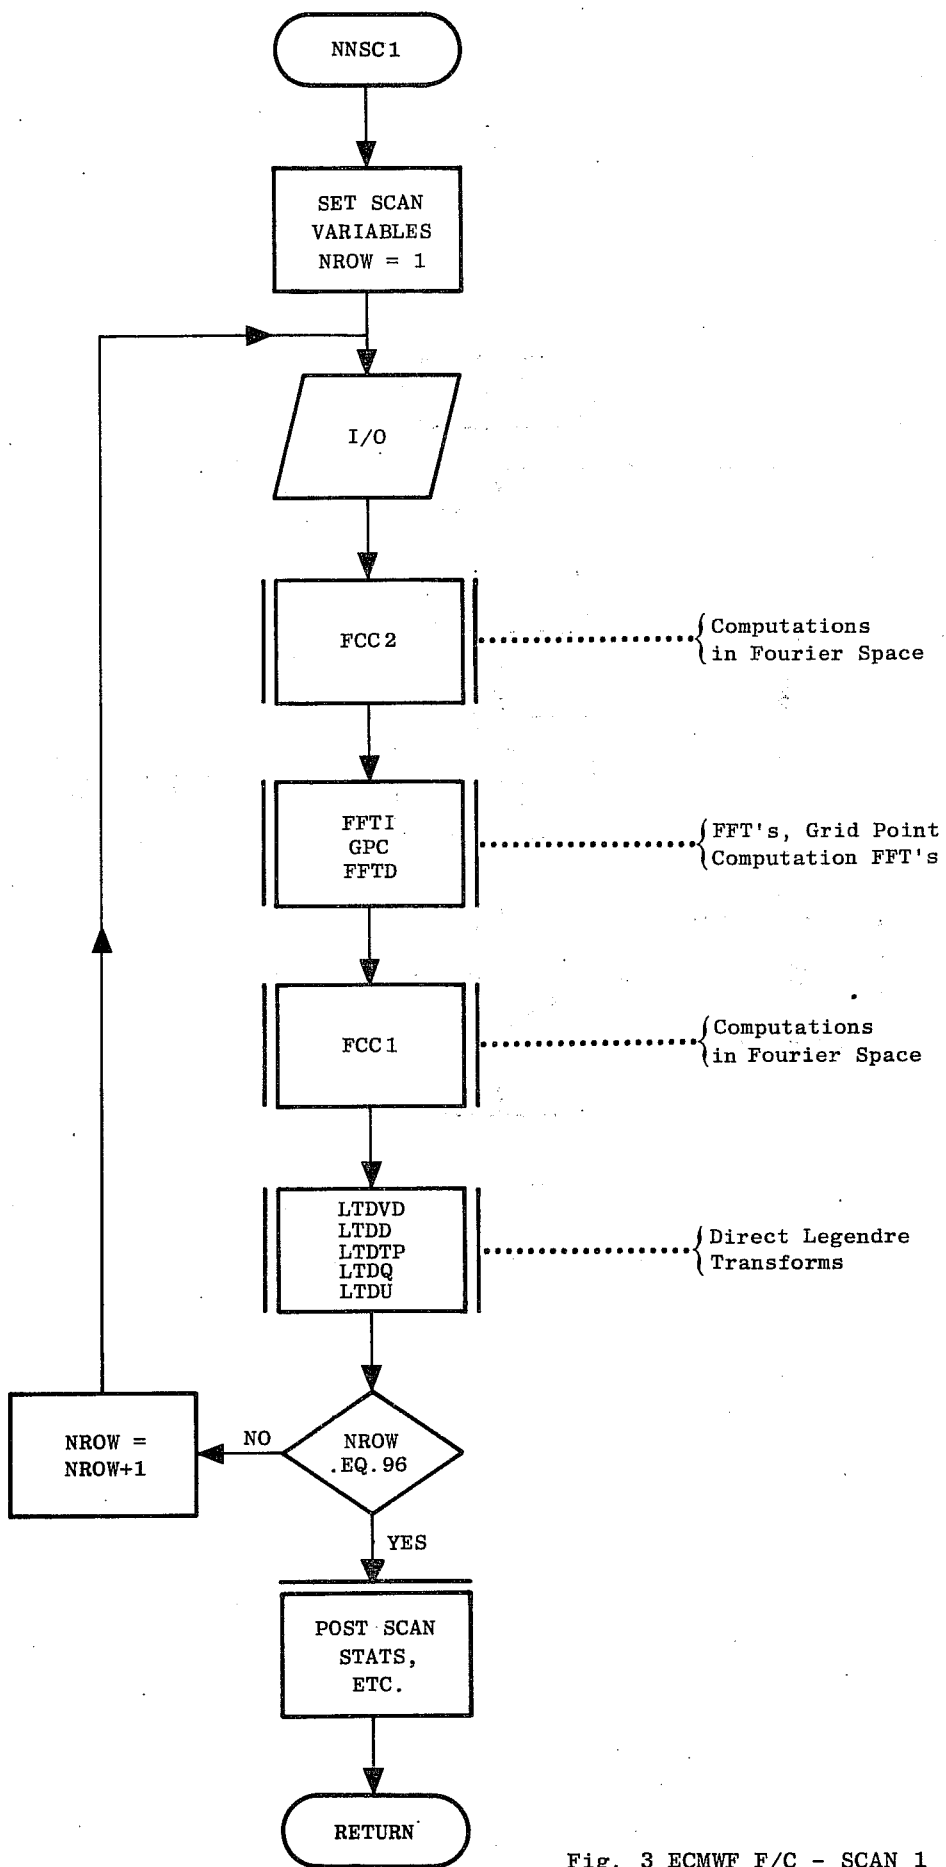 NNSC1
SET SCAN
VARIABLES
NROW = 1
I/O
FCC2
Computations
in Fourier Space
FFTI
GPC
FFTD
FFT's, Grid Point
Computation FFT's
FCC1
Computations
in Fourier Space
LTDVD
LTDD
LTDTP
LTDQ
LTDU
Direct Legendre
Transforms
NROW =
NROW+1
NO
NROW
.EQ.96
YES
POST SCAN
STATS,
ETC.
RETURN
Fig. 3 ECMWF F/C - SCAN 1